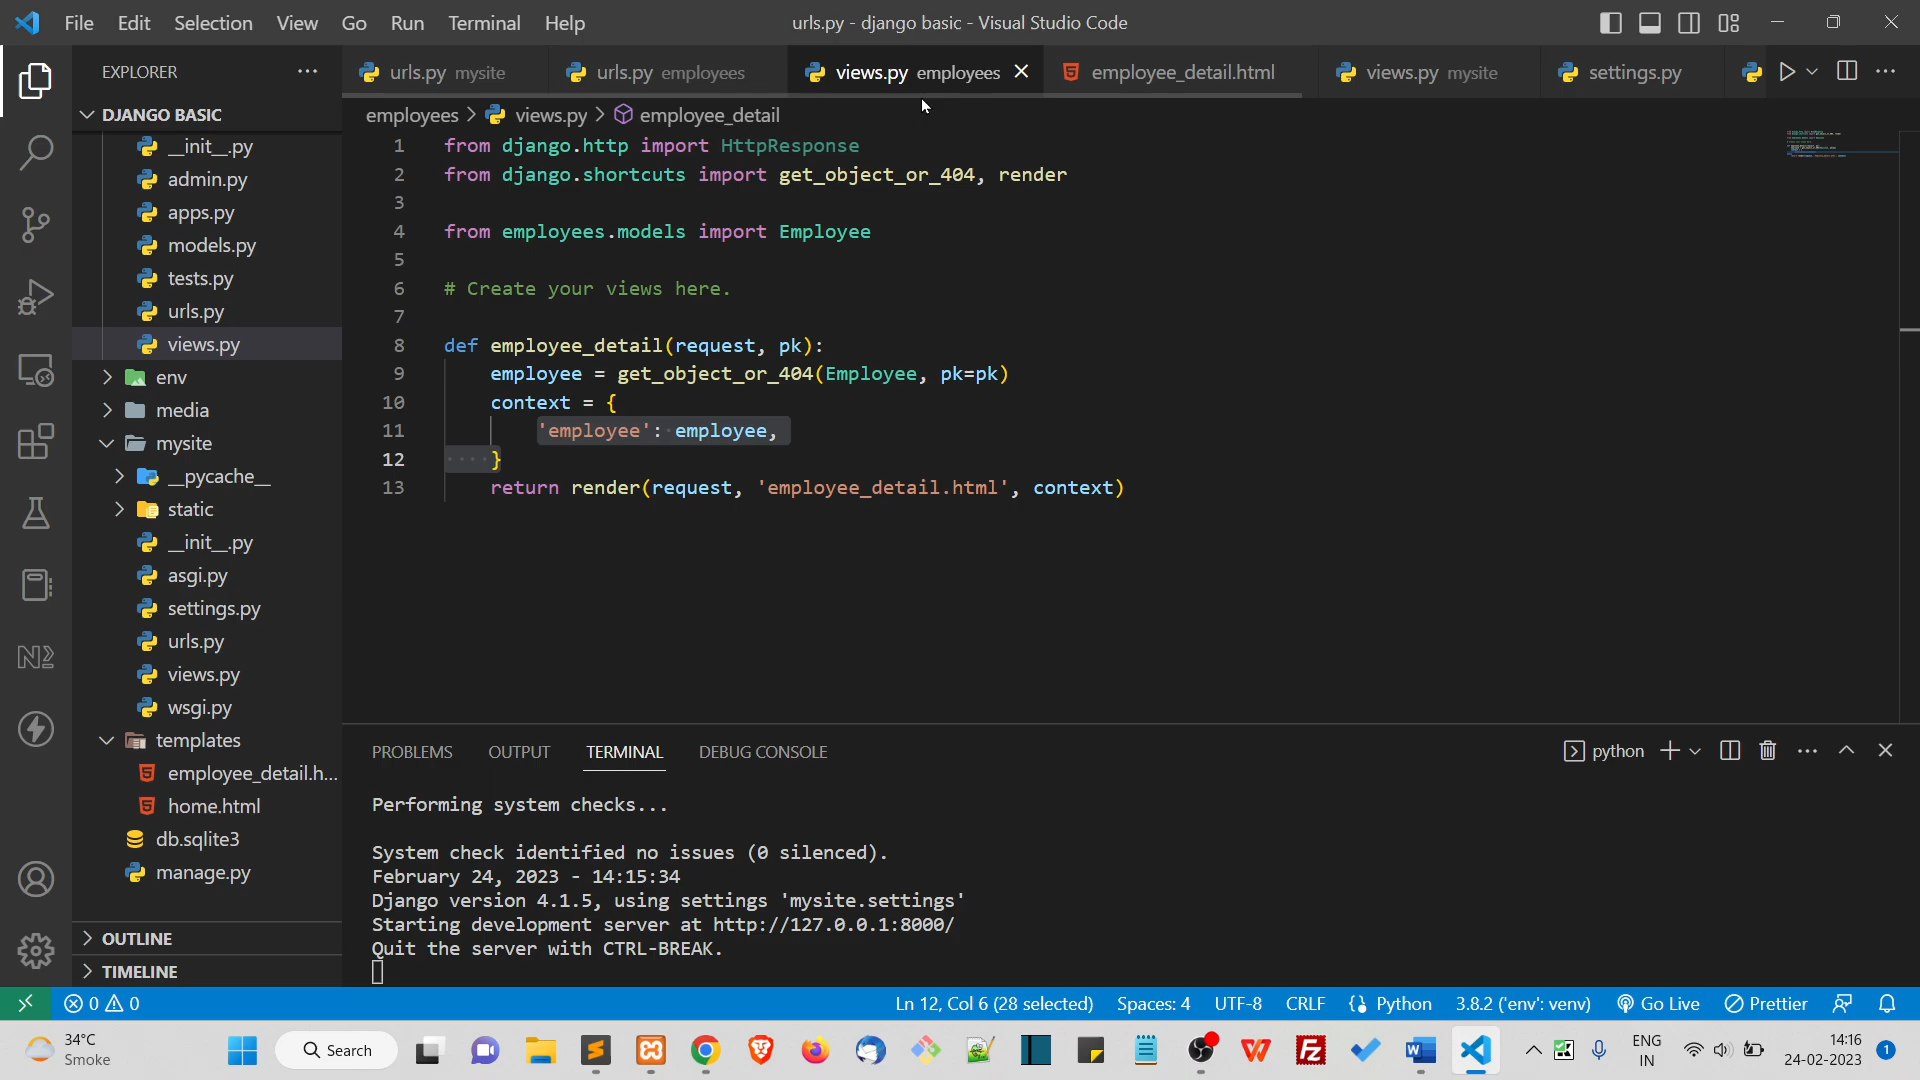 File Edit Selection View Go Run Terminal Help
urls.py - django basic - Visual Studio Code
EXPLORER
DJANGO BASIC
__init__.py
admin.py
apps.py
models.py
tests.py
urls.py
views.py
env
media
mysite
__pycache__
static
__init__.py
asgi.py
settings.py
urls.py
views.py
wsgi.py
templates
employee_detail.h...
home.html
db.sqlite3
manage.py
OUTLINE
TIMELINE
urls.py mysite
urls.py employees
views.py employees
employee_detail.html
views.py mysite
settings.py
employees > views.py > employee_detail
1 from django.http import HttpResponse
2 from django.shortcuts import get_object_or_404, render
3
4 from employees.models import Employee
5
6 # Create your views here.
7
8 def employee_detail(request, pk):
9 employee = get_object_or_404(Employee, pk=pk)
10 context = {
11 'employee': employee,
12 }
13 return render(request, 'employee_detail.html', context)
PROBLEMS OUTPUT TERMINAL DEBUG CONSOLE
python
Performing system checks...
System check identified no issues (0 silenced).
February 24, 2023 - 14:15:34
Django version 4.1.5, using settings 'mysite.settings'
Starting development server at http://127.0.0.1:8000/
Quit the server with CTRL-BREAK.
0 0
Ln 12, Col 6 (28 selected) Spaces: 4 UTF-8 CRLF Python 3.8.2 ('env': venv) Go Live Prettier
34°C
Smoke
Search
ENG
IN
14:16
24-02-2023
1